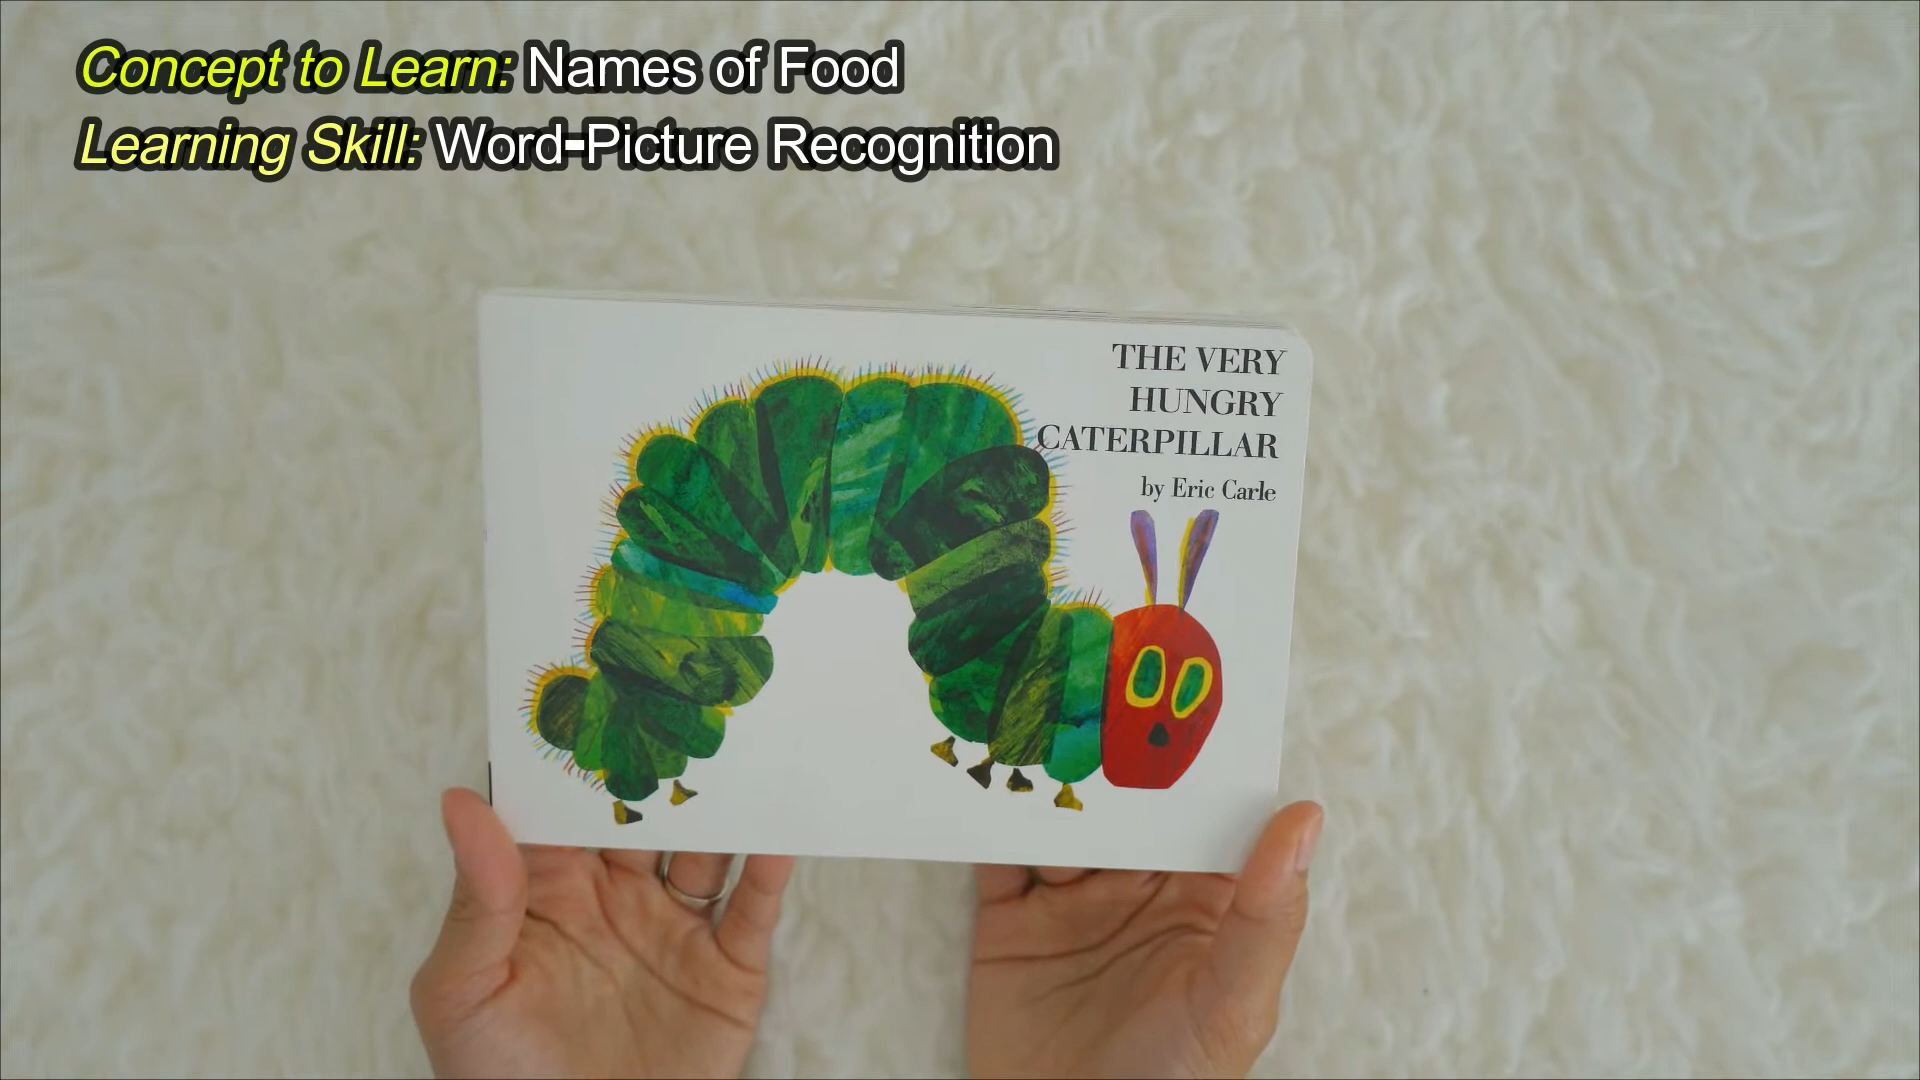 Concept to Learn: Names of Food
Learning Skill: Word-Picture Recognition
THE VERY
HUNGRY
CATERPILLAR
by Eric Carle